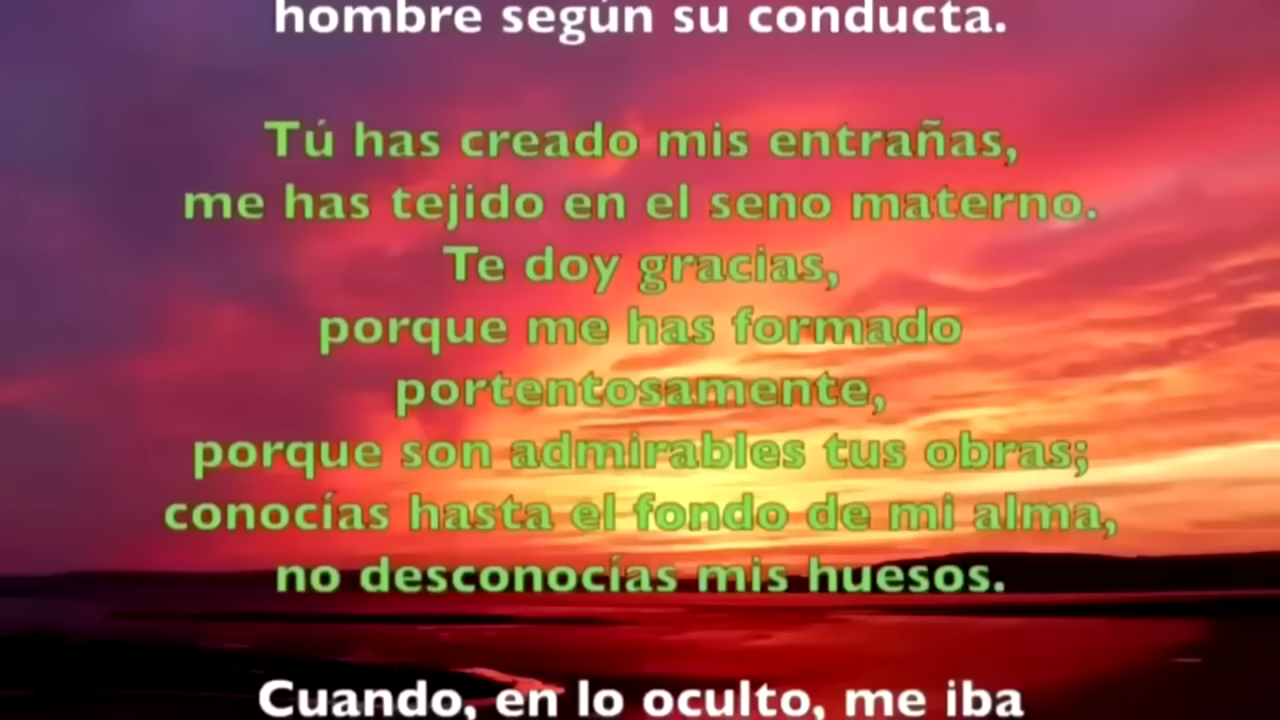 hombre según su conducta.
Tú has creado mis entrañas,
me has tejido en el seno materno.
Te doy gracias,
porque me has formado
portentosamente,
porque son admirables tus obras;
conocías hasta el fondo de mi alma,
no desconocías mis huesos.
Cuando, en lo oculto, me iba